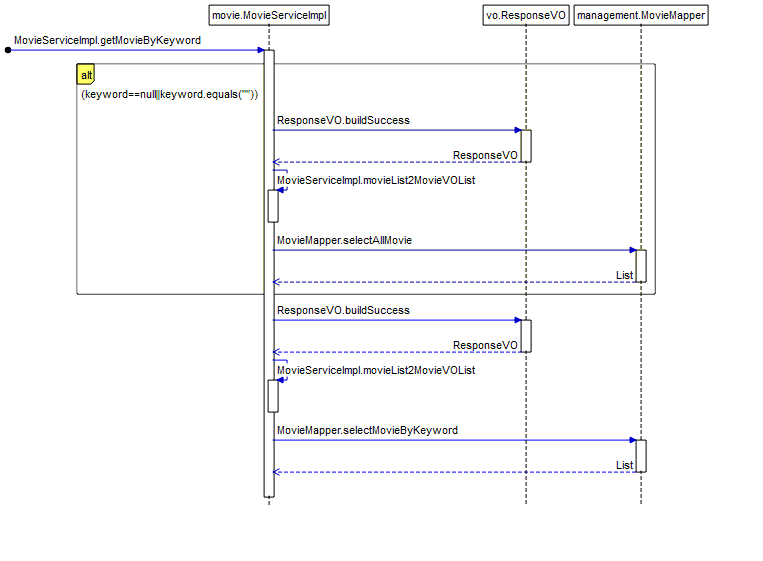 movie.MovieServiceImpl
vo.ResponseVO
management.MovieMapper
MovieServiceImpl.getMovieByKeyword
alt
(keyword==null||keyword.equals(""))
ResponseVO.buildSuccess
ResponseVO
MovieServiceImpl.movieList2MovieVOList
MovieMapper.selectAllMovie
List
ResponseVO.buildSuccess
ResponseVO
MovieServiceImpl.movieList2MovieVOList
MovieMapper.selectMovieByKeyword
List